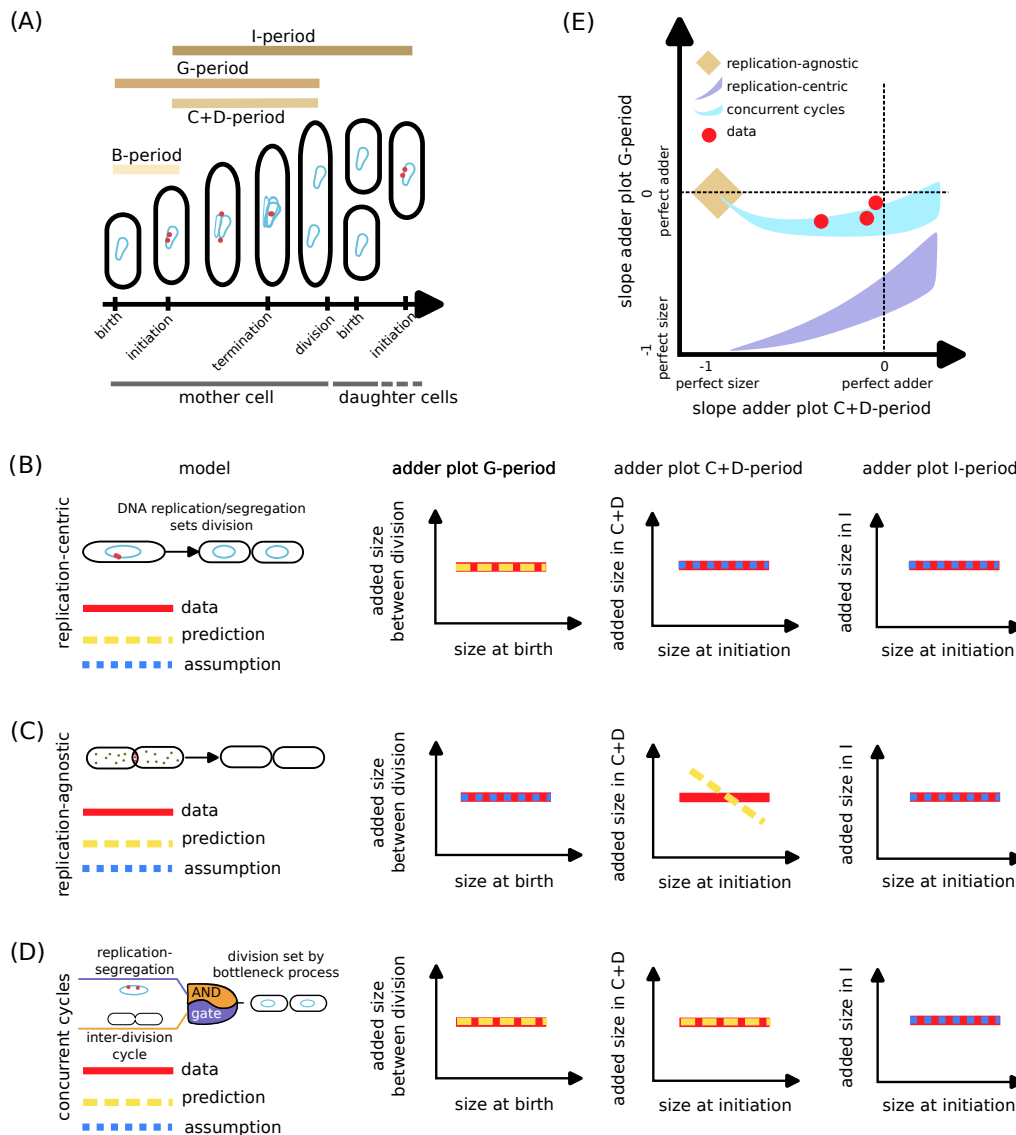 (A)
I-period
G-period
C+D-period
B-period
birth
initiation
termination
division
birth
initiation
mother cell
daughter cells
(E)
replication-agnostic
replication-centric
concurrent cycles
data
slope adder plot G-period
0
perfect adder
-1
perfect sizer
-1
perfect sizer
0
perfect adder
slope adder plot C+D-period
(B)
model
adder plot G-period
adder plot C+D-period
adder plot I-period
replication-centric
DNA replication/segregation
sets division
data
prediction
assumption
added size
between division
size at birth
added size in C+D
size at initiation
added size in I
size at initiation
(C)
replication-agnostic
data
prediction
assumption
added size
between division
size at birth
added size in C+D
size at initiation
added size in I
size at initiation
(D)
concurrent cycles
replication-
segregation
division set by
bottleneck process
AND
gate
inter-division
cycle
data
prediction
assumption
added size
between division
size at birth
added size in C+D
size at initiation
added size in I
size at initiation